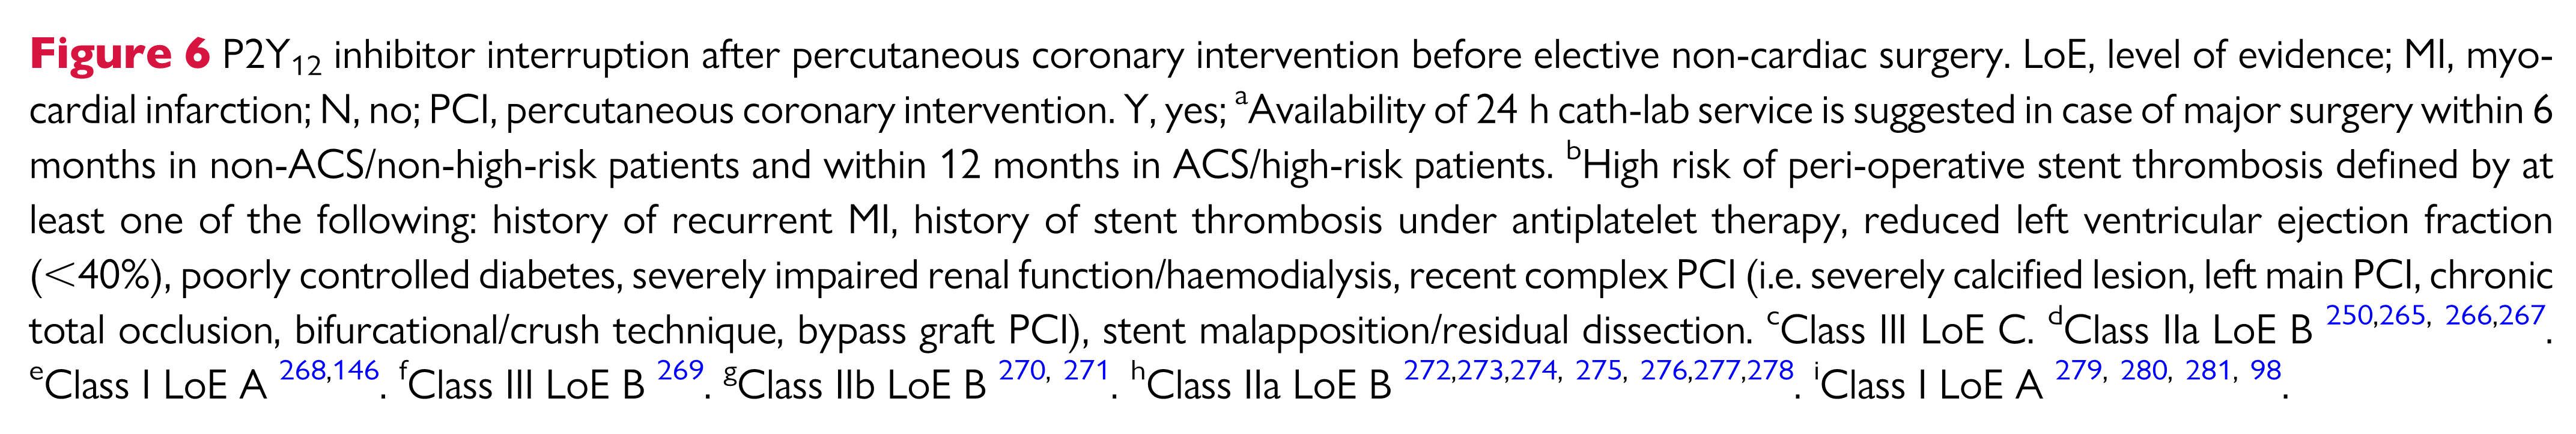 Figure 6 P2Y12 inhibitor interruption after percutaneous coronary intervention before elective non-cardiac surgery. LoE, level of evidence; MI, myo-
cardial infarction; N, no; PCI, percutaneous coronary intervention. Y, yes; aAvailability of 24 h cath-lab service is suggested in case of major surgery within 6
months in non-ACS/non-high-risk patients and within 12 months in ACS/high-risk patients. bHigh risk of peri-operative stent thrombosis defined by at
least one of the following: history of recurrent MI, history of stent thrombosis under antiplatelet therapy, reduced left ventricular ejection fraction
(<40%), poorly controlled diabetes, severely impaired renal function/haemodialysis, recent complex PCI (i.e. severely calcified lesion, left main PCI, chronic
total occlusion, bifurcational/crush technique, bypass graft PCI), stent malapposition/residual dissection. cClass III LoE C. dClass IIa LoE B 250,265, 266,267.
eClass I LoE A 268,146. fClass III LoE B 269. gClass IIb LoE B 270, 271. hClass IIa LoE B 272,273,274, 275, 276,277,278. iClass I LoE A 279, 280, 281, 98.